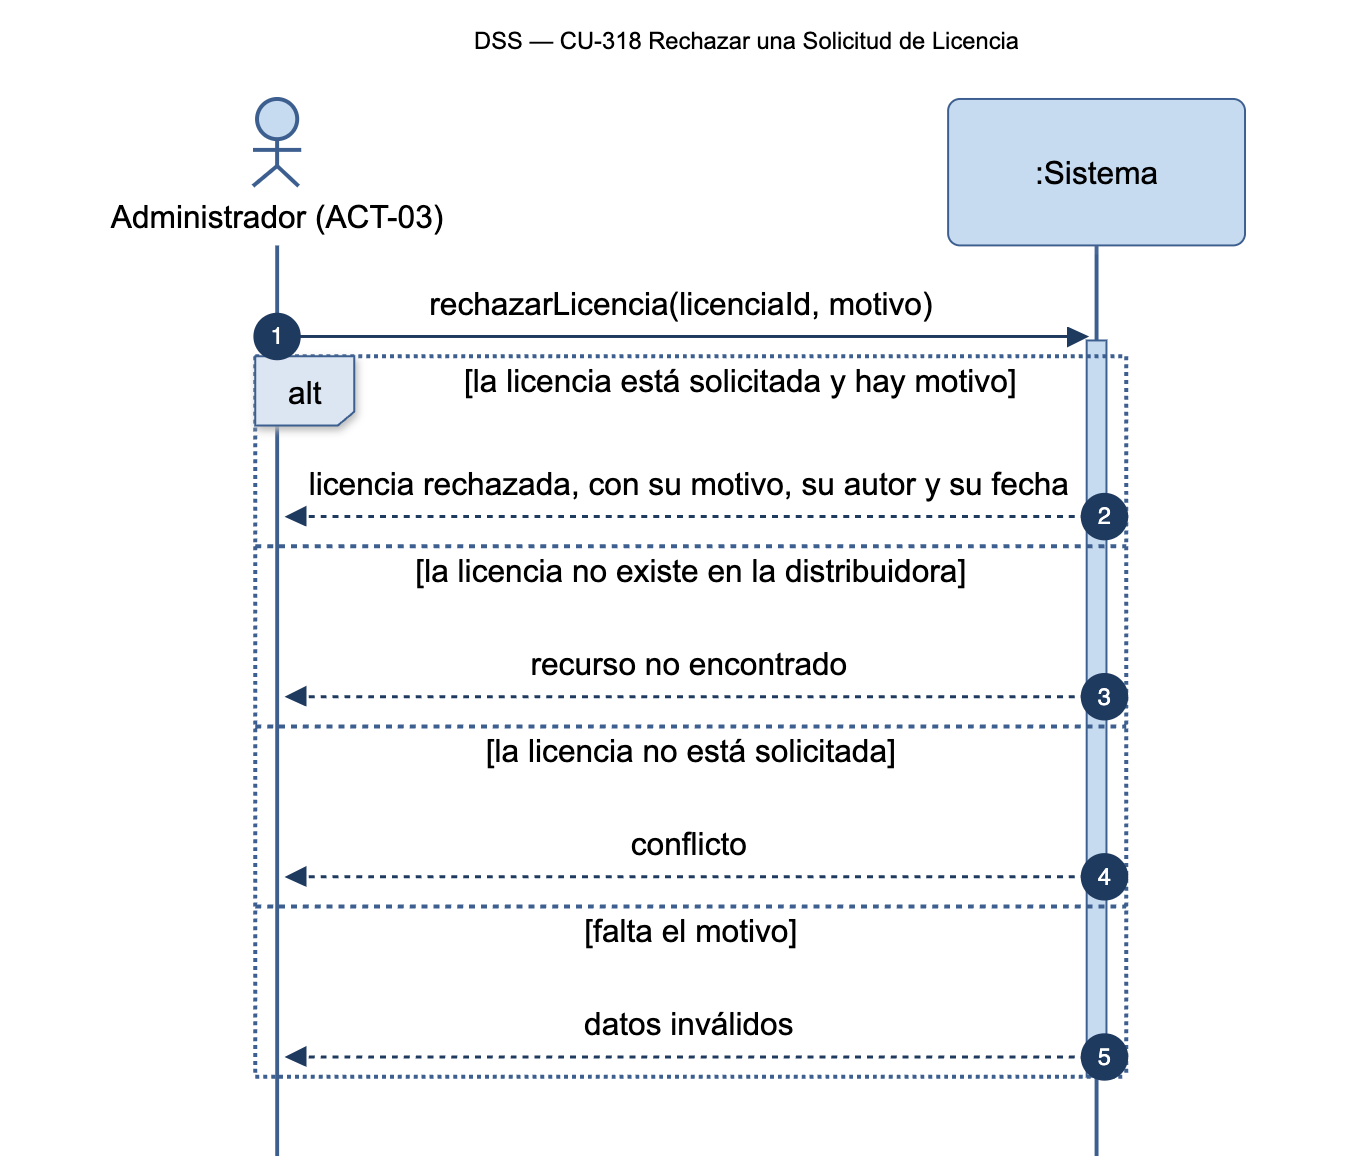 DSS — CU-318 Rechazar una Solicitud de Licencia
Administrador (ACT-03)
:Sistema
rechazarLicencia(licenciaId, motivo)
1
alt
[la licencia está solicitada y hay motivo]
licencia rechazada, con su motivo, su autor y su fecha
2
[la licencia no existe en la distribuidora]
recurso no encontrado
3
[la licencia no está solicitada]
conflicto
4
[falta el motivo]
datos inválidos
5